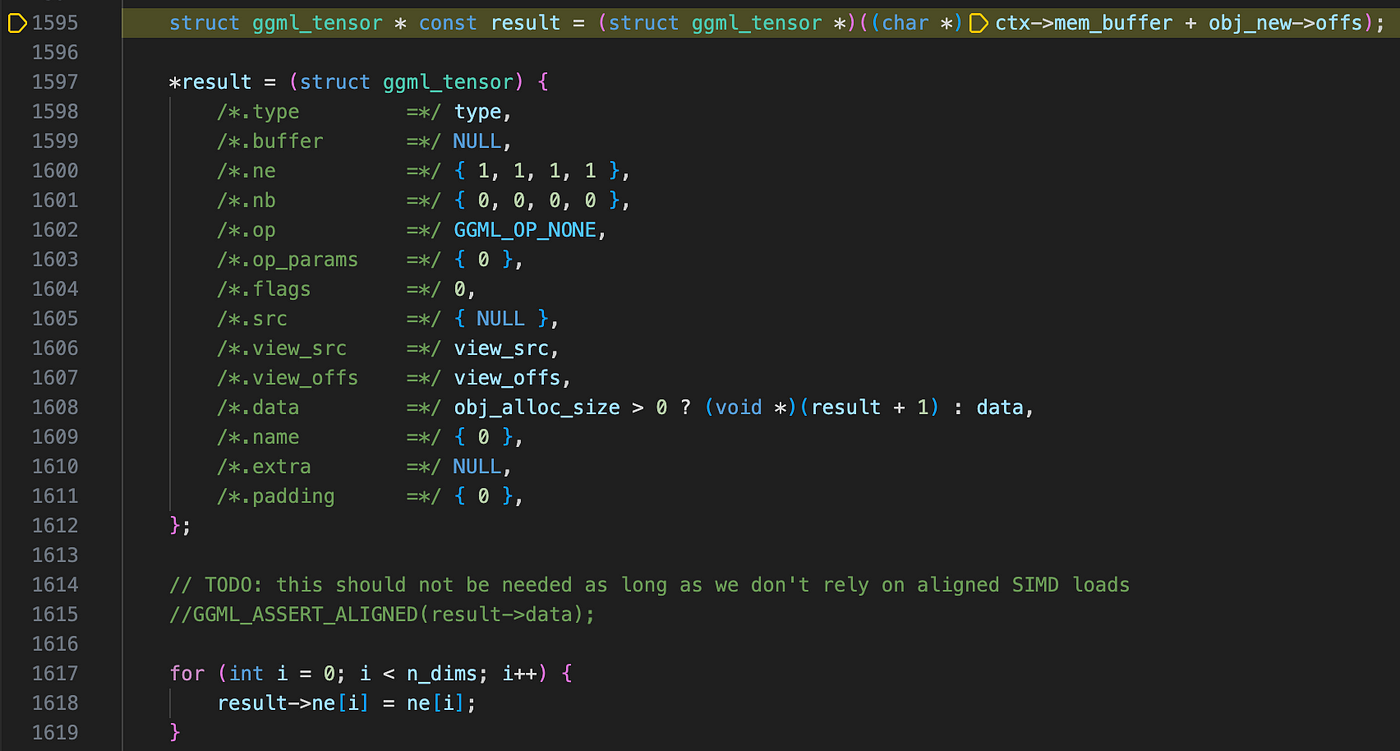 1595 struct ggml_tensor * const result = (struct ggml_tensor *)((char *)ctx->mem_buffer + obj_new->offs);
1596
1597 *result = (struct ggml_tensor) {
1598     /*.type         =*/ type,
1599     /*.buffer       =*/ NULL,
1600     /*.ne           =*/ { 1, 1, 1, 1 },
1601     /*.nb           =*/ { 0, 0, 0, 0 },
1602     /*.op           =*/ GGML_OP_NONE,
1603     /*.op_params    =*/ { 0 },
1604     /*.flags        =*/ 0,
1605     /*.src          =*/ { NULL },
1606     /*.view_src     =*/ view_src,
1607     /*.view_offs    =*/ view_offs,
1608     /*.data         =*/ obj_alloc_size > 0 ? (void *)(result + 1) : data,
1609     /*.name         =*/ { 0 },
1610     /*.extra        =*/ NULL,
1611     /*.padding      =*/ { 0 },
1612 };
1613
1614 // TODO: this should not be needed as long as we don't rely on aligned SIMD loads
1615 //GGML_ASSERT_ALIGNED(result->data);
1616
1617 for (int i = 0; i < n_dims; i++) {
1618     result->ne[i] = ne[i];
1619 }